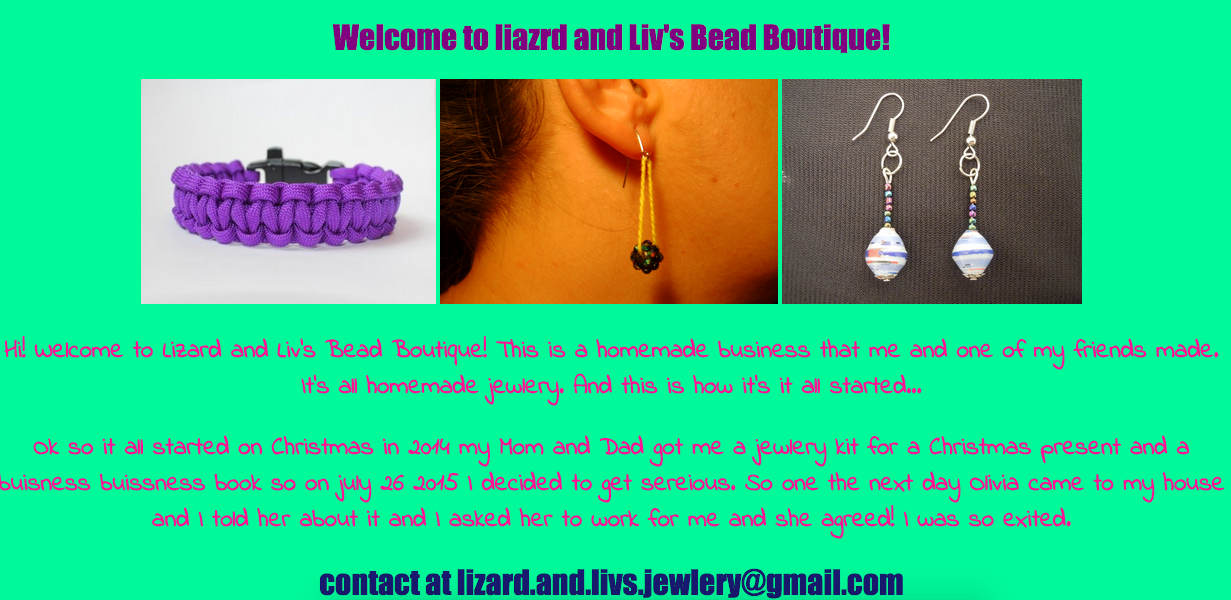 Welcome to liazrd and Liv's Bead Boutique!
Hi! Welcome to Lizard and Liv's Bead Boutique! This is a homemade business that me and one of my friends made.
It's all homemade jewlery. And this is how it's it all started...
Ok so it all started on Christmas in 2014 my Mom and Dad got me a jewlery kit for a Christmas present and a
buisness buissness book so on july 26 2015 I decided to get sereious. So one the next day Olivia came to my house
and I told her about it and I asked her to work for me and she agreed! I was so exited.
contact at lizard.and.livs.jewlery@gmail.com